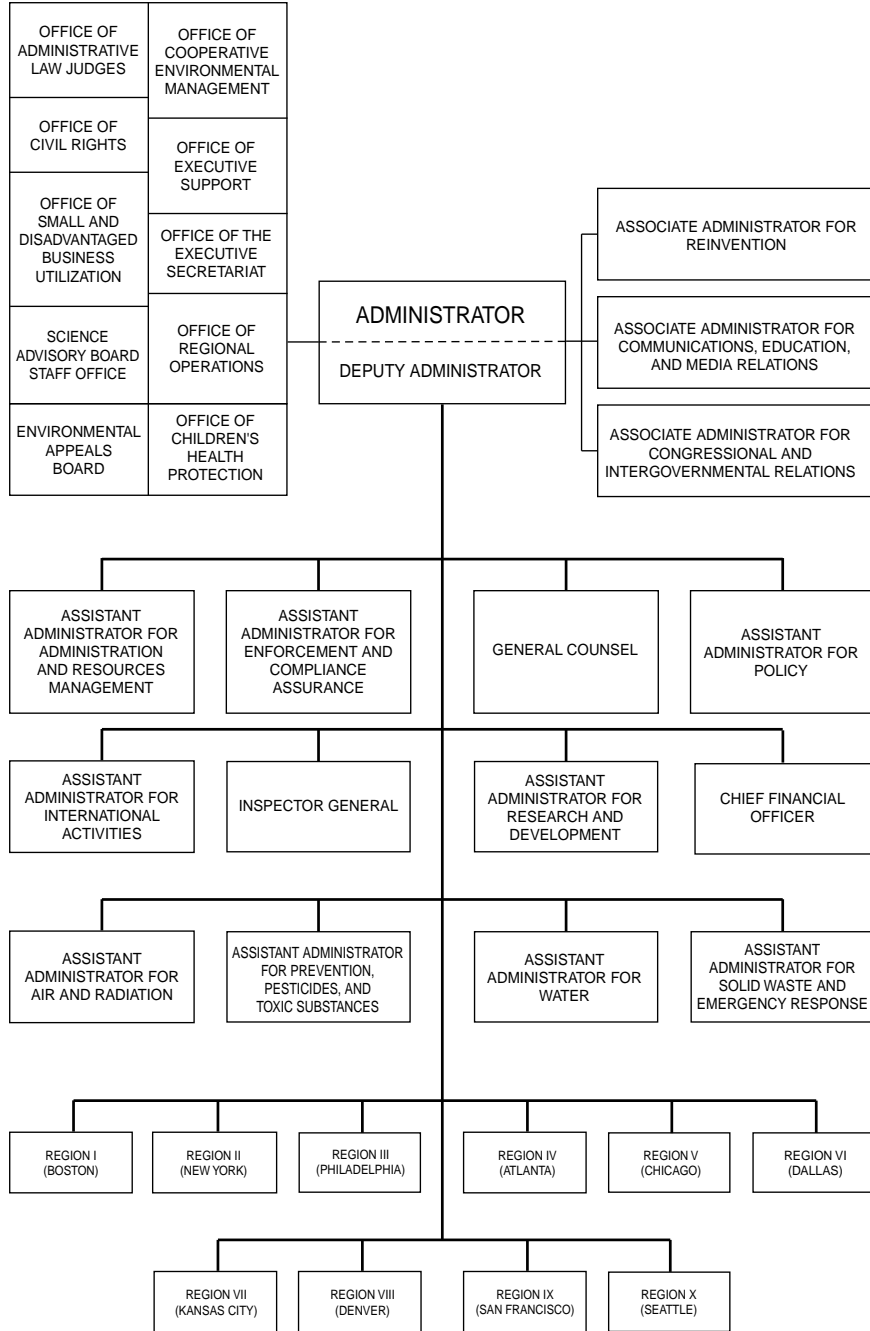 OFFICE OF
ADMINISTRATIVE
LAW JUDGES
OFFICE OF
CIVIL RIGHTS
OFFICE OF
SMALL AND
DISADVANTAGED
BUSINESS
UTILIZATION
SCIENCE
ADVISORY BOARD
STAFF OFFICE
ENVIRONMENTAL
APPEALS
BOARD
OFFICE OF
COOPERATIVE
ENVIRONMENTAL
MANAGEMENT
OFFICE OF
EXECUTIVE
SUPPORT
OFFICE OF THE
EXECUTIVE
SECRETARIAT
OFFICE OF
REGIONAL
OPERATIONS
OFFICE OF
CHILDREN'S
HEALTH
PROTECTION
ADMINISTRATOR
DEPUTY ADMINISTRATOR
ASSOCIATE ADMINISTRATOR FOR
REINVENTION
ASSOCIATE ADMINISTRATOR FOR
COMMUNICATIONS, EDUCATION,
AND MEDIA RELATIONS
ASSOCIATE ADMINISTRATOR FOR
CONGRESSIONAL AND
INTERGOVERNMENTAL RELATIONS
ASSISTANT
ADMINISTRATOR FOR
ADMINISTRATION
AND RESOURCES
MANAGEMENT
ASSISTANT
ADMINISTRATOR FOR
ENFORCEMENT AND
COMPLIANCE
ASSURANCE
GENERAL COUNSEL
ASSISTANT
ADMINISTRATOR FOR
POLICY
ASSISTANT
ADMINISTRATOR FOR
INTERNATIONAL
ACTIVITIES
INSPECTOR GENERAL
ASSISTANT
ADMINISTRATOR FOR
RESEARCH AND
DEVELOPMENT
CHIEF FINANCIAL
OFFICER
ASSISTANT
ADMINISTRATOR FOR
AIR AND RADIATION
ASSISTANT ADMINISTRATOR
FOR PREVENTION,
PESTICIDES, AND
TOXIC SUBSTANCES
ASSISTANT
ADMINISTRATOR FOR
WATER
ASSISTANT
ADMINISTRATOR FOR
SOLID WASTE AND
EMERGENCY RESPONSE
REGION I
(BOSTON)
REGION II
(NEW YORK)
REGION III
(PHILADELPHIA)
REGION IV
(ATLANTA)
REGION V
(CHICAGO)
REGION VI
(DALLAS)
REGION VII
(KANSAS CITY)
REGION VIII
(DENVER)
REGION IX
(SAN FRANCISCO)
REGION X
(SEATTLE)